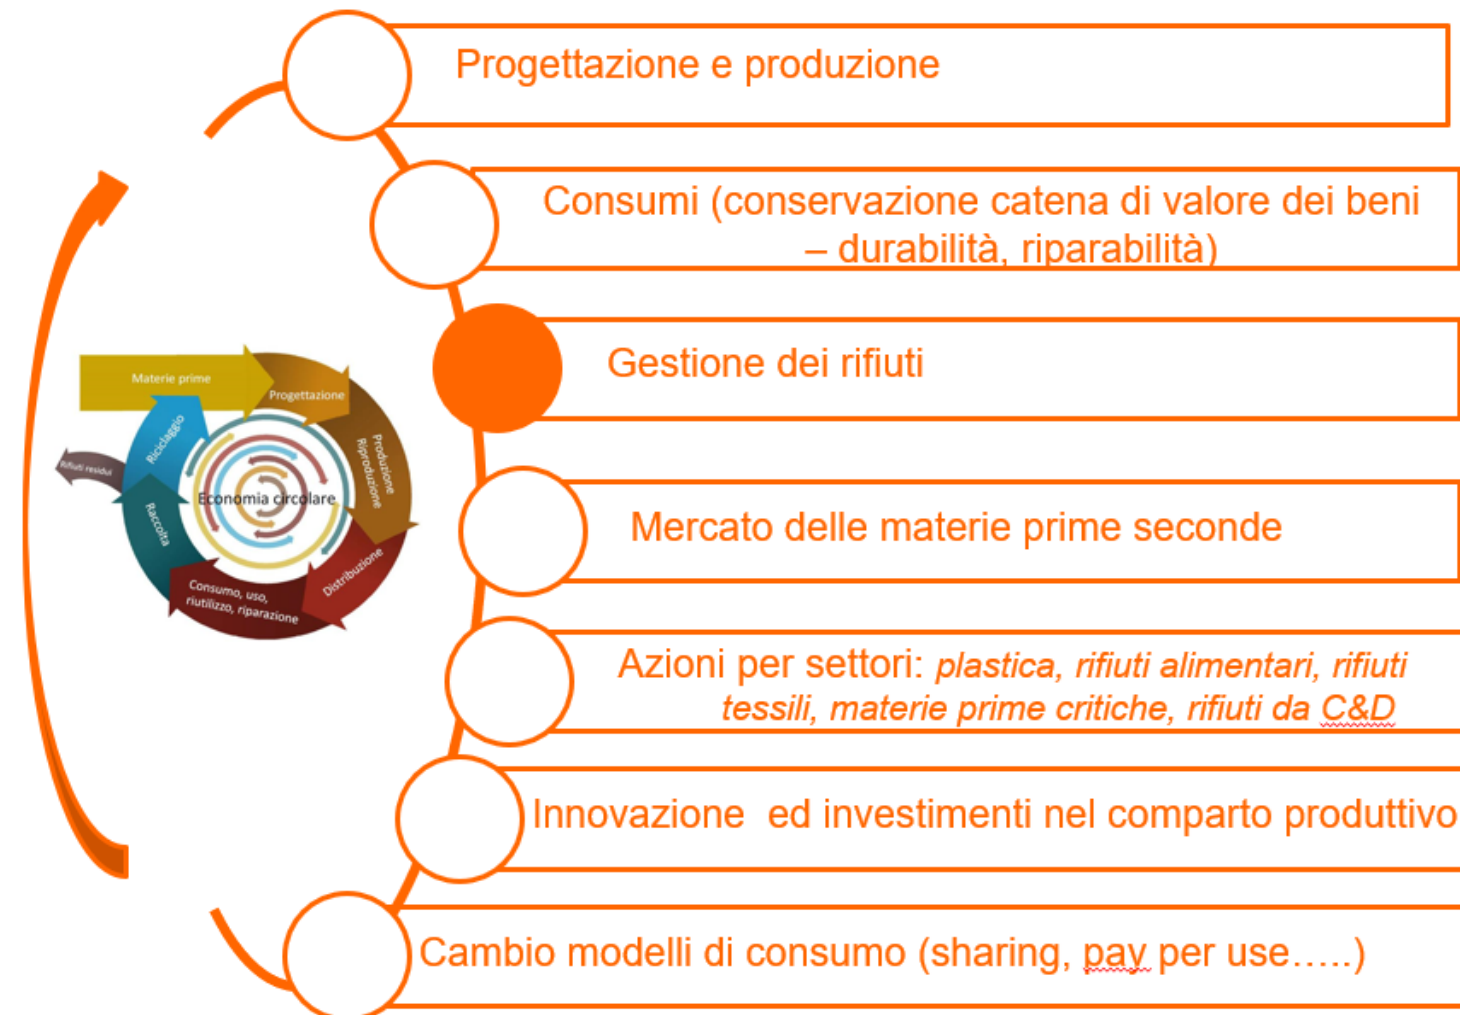 Progettazione e produzione
Consumi (conservazione catena di valore dei beni
– durabilità, riparabilità)
Gestione dei rifiuti
Mercato delle materie prime seconde
Azioni per settori: plastica, rifiuti alimentari, rifiuti
tessili, materie prime critiche, rifiuti da C&D
Innovazione  ed investimenti nel comparto produttivo
Cambio modelli di consumo (sharing, pay per use…..)
Materie prime
Progettazione
Produzione
Riproduzione
Distribuzione
Consumo, uso,
riutilizzo, riparazione
Raccolta
Riciclaggio
Rifiuti residui
Economia circolare